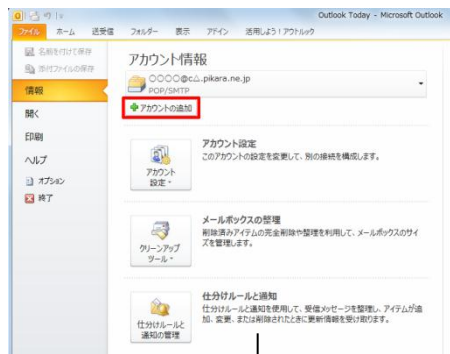 Outlook Today - Microsoft Outlook
ファイル ホーム 送受信 フォルダー 表示 アドイン 活用しよう!アウトルック
名前を付けて保存
添付ファイルの保存
情報
開く
印刷
ヘルプ
オプション
終了
アカウント情報
○○○○@c△.pikara.ne.jp
POP/SMTP
アカウントの追加
アカウント設定
このアカウントの設定を変更して、別の接続を構成します。
アカウント
設定
メールボックスの整理
削除済みアイテムの完全削除や整理を利用して、メールボックスのサイ
ズを管理します。
クリーンアップ
ツール
仕分けルールと通知
仕分けルールと通知を使用して、受信メッセージを整理し、アイテムが追
加、変更、または削除されたときに更新情報を受け取ります。
仕分けルールと
通知の管理